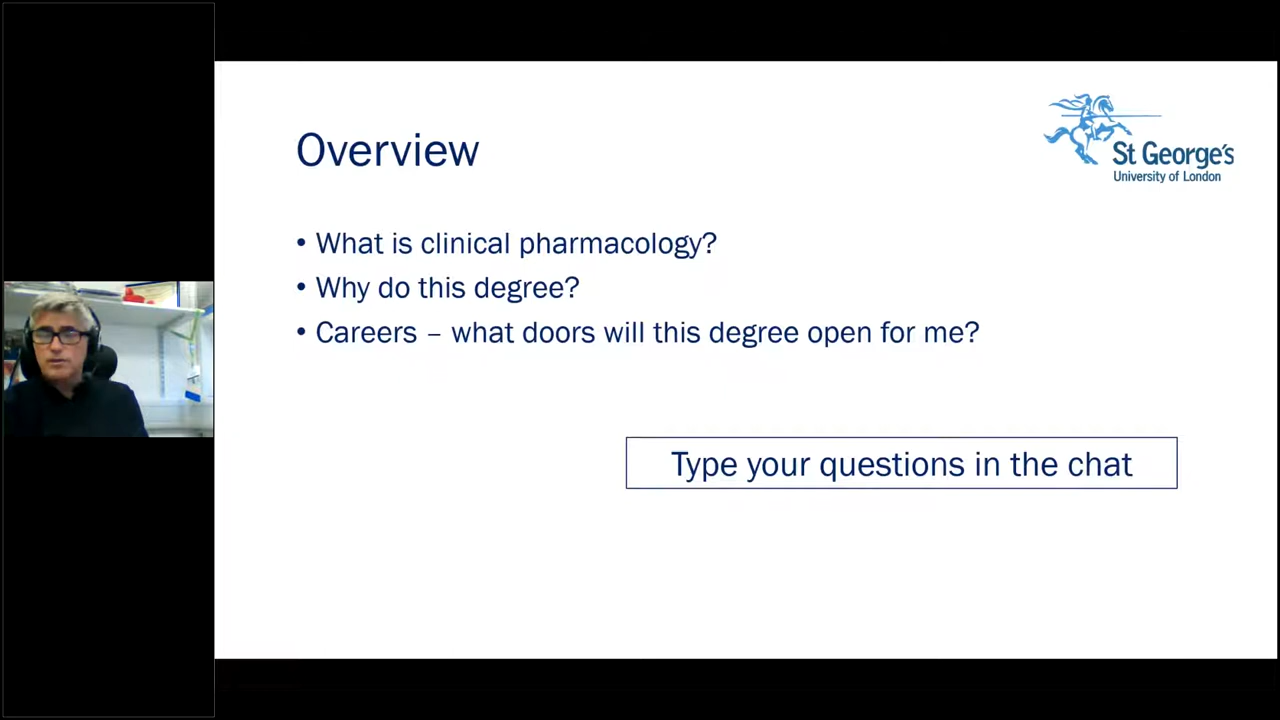 Overview
St George's
University of London
• What is clinical pharmacology?
• Why do this degree?
• Careers – what doors will this degree open for me?
Type your questions in the chat